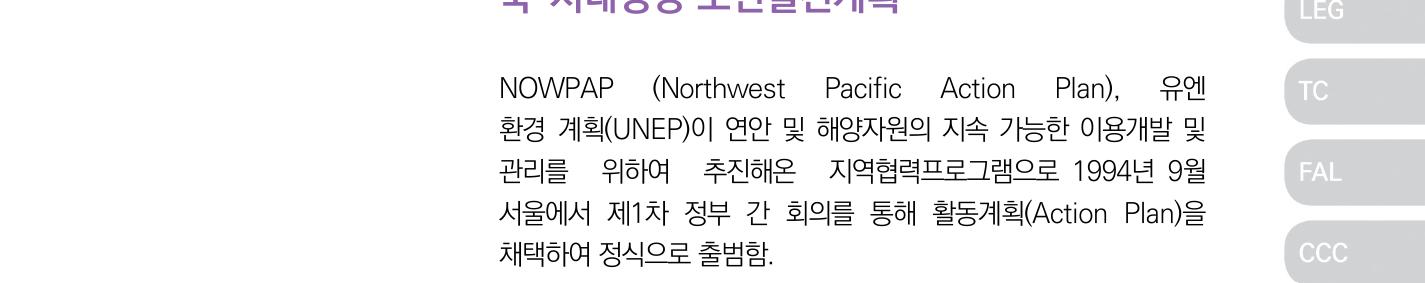 NOWPAP (Northwest Pacific Action Plan), 유엔
환경 계획(UNEP)이 연안 및 해양자원의 지속 가능한 이용개발 및
관리를 위하여 추진해온 지역협력프로그램으로 1994년 9월
서울에서 제1차 정부 간 회의를 통해 활동계획(Action Plan)을
채택하여 정식으로 출범함.
LEG
TC
FAL
CCC